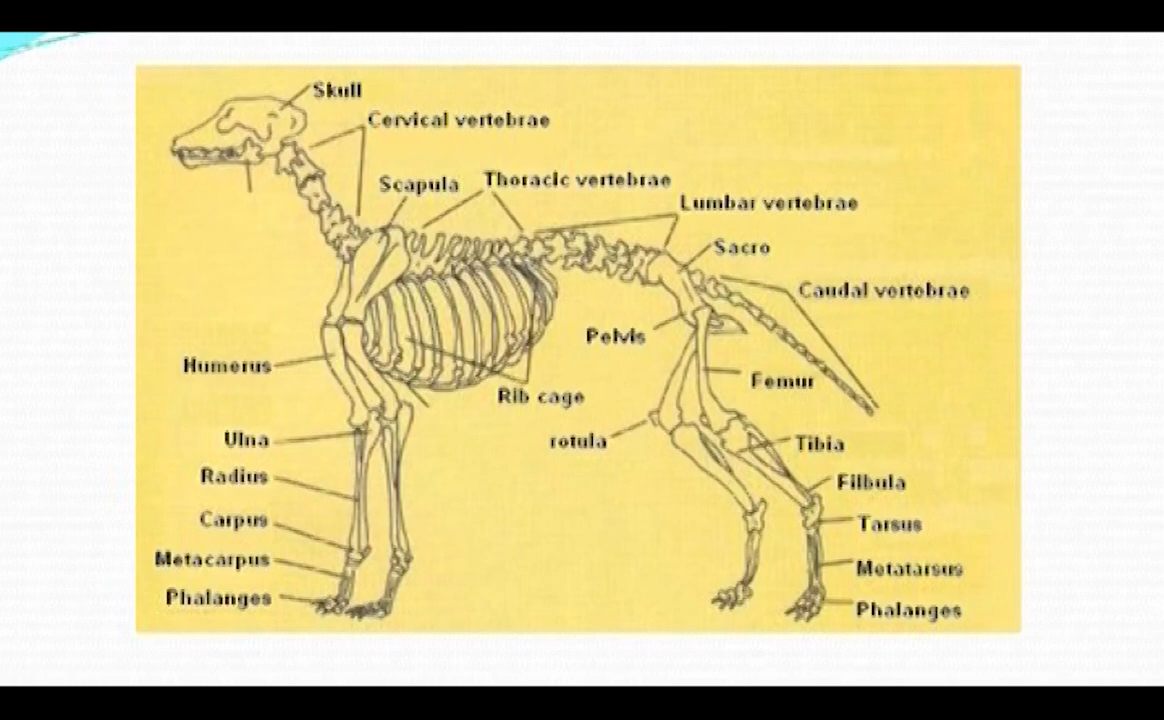 Skull
Cervical vertebrae
Scapula
Thoracic vertebrae
Lumbar vertebrae
Sacro
Caudal vertebrae
Pelvis
Humerus
Femur
Rib cage
Ulna
rotula
Tibia
Radius
Filbula
Carpus
Tarsus
Metacarpus
Metatarsus
Phalanges
Phalanges